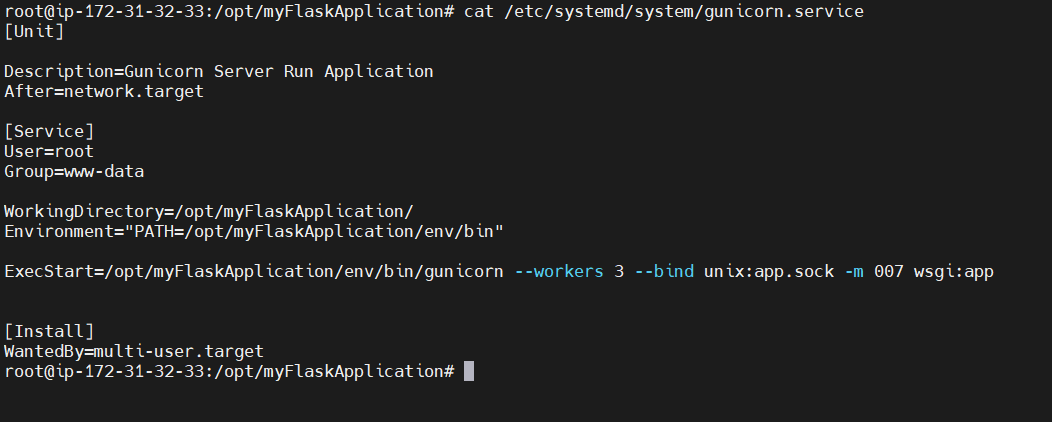 root@ip-172-31-32-33:/opt/myFlaskApplication# cat /etc/systemd/system/gunicorn.service
[Unit]
Description=Gunicorn Server Run Application
After=network.target
[Service]
User=root
Group=www-data
WorkingDirectory=/opt/myFlaskApplication/
Environment="PATH=/opt/myFlaskApplication/env/bin"
ExecStart=/opt/myFlaskApplication/env/bin/gunicorn --workers 3 --bind unix:app.sock -m 007 wsgi:app
[Install]
WantedBy=multi-user.target
root@ip-172-31-32-33:/opt/myFlaskApplication#